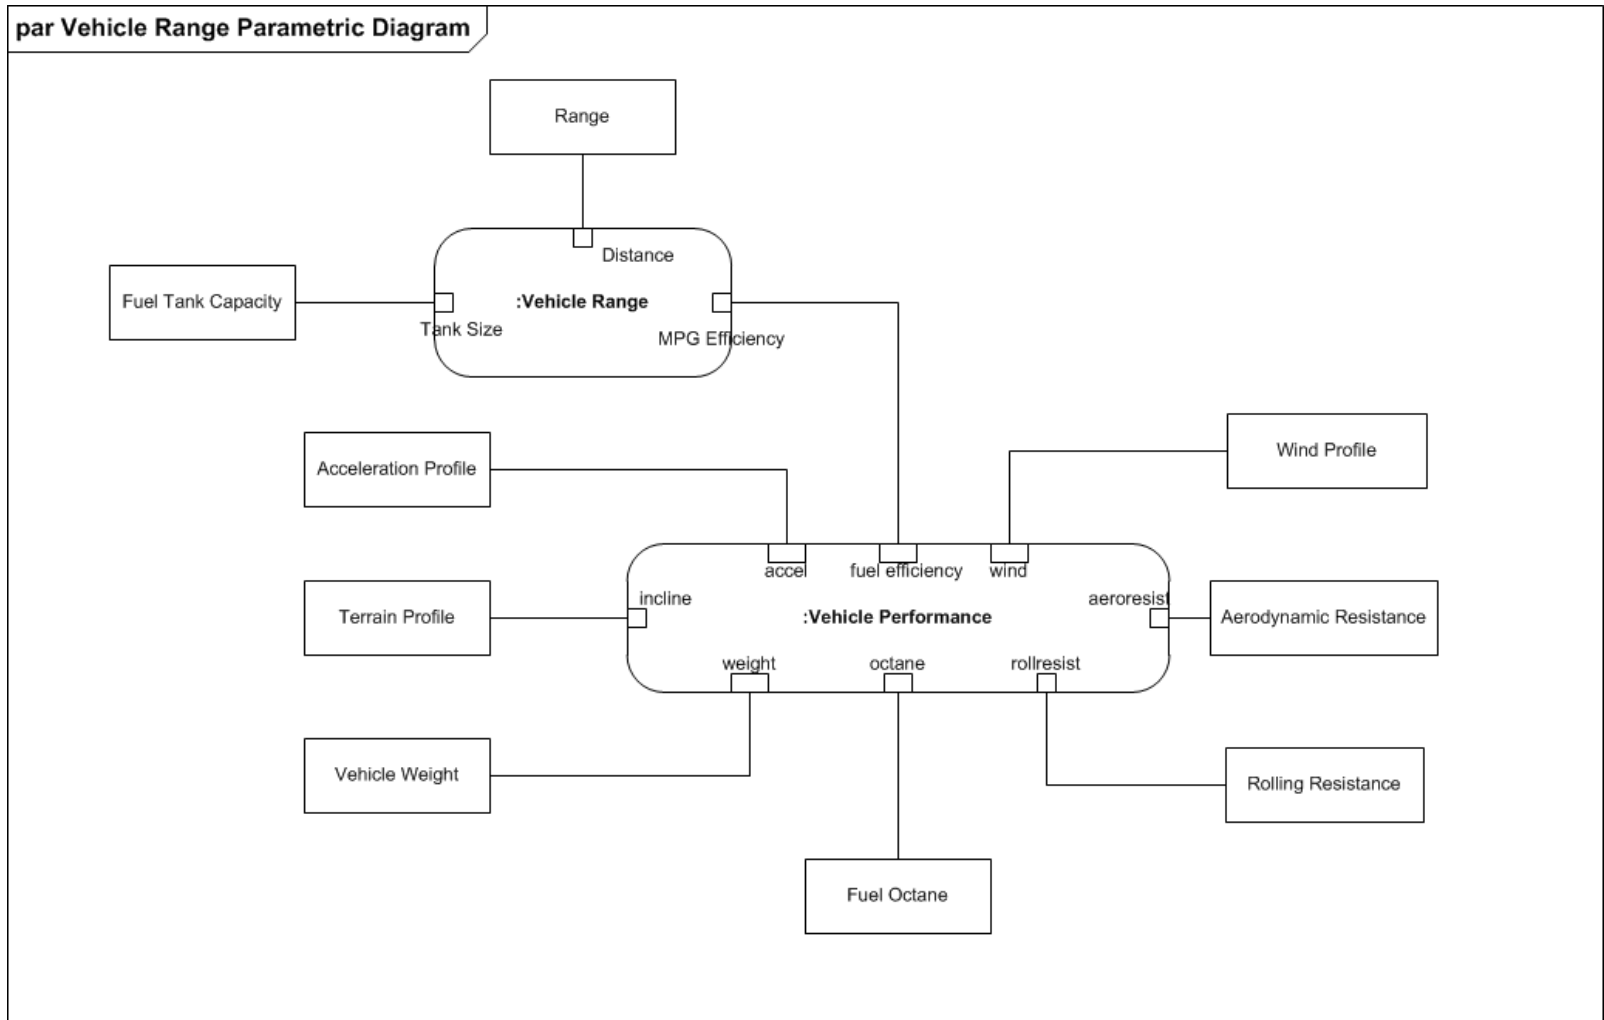 par Vehicle Range Parametric Diagram
Range
Distance
Fuel Tank Capacity
:Vehicle Range
Tank Size
MPG Efficiency
Acceleration Profile
Wind Profile
accel
fuel efficiency
wind
incline
aeroresist
Terrain Profile
:Vehicle Performance
Aerodynamic Resistance
weight
octane
rollresist
Vehicle Weight
Rolling Resistance
Fuel Octane